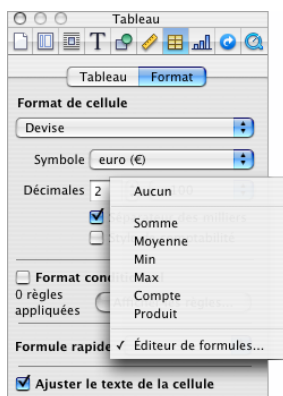 Tableau
T
Tableau Format
Format de cellule
Devise
Symbole euro (€)
Décimales 2
Aucun
Somme
Moyenne
Min
Max
Compte
Produit
Format
0 règles
appliquées
Formule rapide ✓ Éditeur de formules...
Ajuster le texte de la cellule